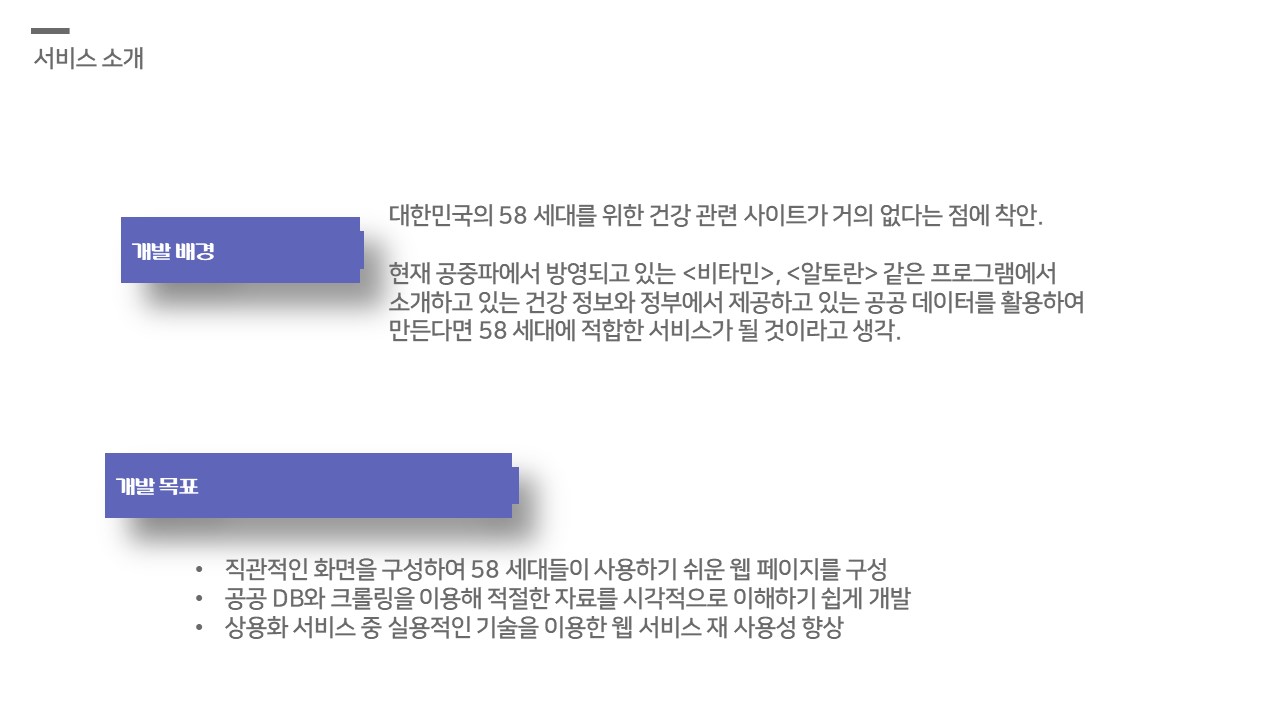 서비스 소개
개발 배경
대한민국의 58 세대를 위한 건강 관련 사이트가 거의 없다는 점에 착안.
현재 공중파에서 방영되고 있는 <비타민>, <알토란> 같은 프로그램에서
소개하고 있는 건강 정보와 정부에서 제공하고 있는 공공 데이터를 활용하여
만든다면 58 세대에 적합한 서비스가 될 것이라고 생각.
개발 목표
• 직관적인 화면을 구성하여 58 세대들이 사용하기 쉬운 웹 페이지를 구성
• 공공 DB와 크롤링을 이용해 적절한 자료를 시각적으로 이해하기 쉽게 개발
• 상용화 서비스 중 실용적인 기술을 이용한 웹 서비스 재 사용성 향상